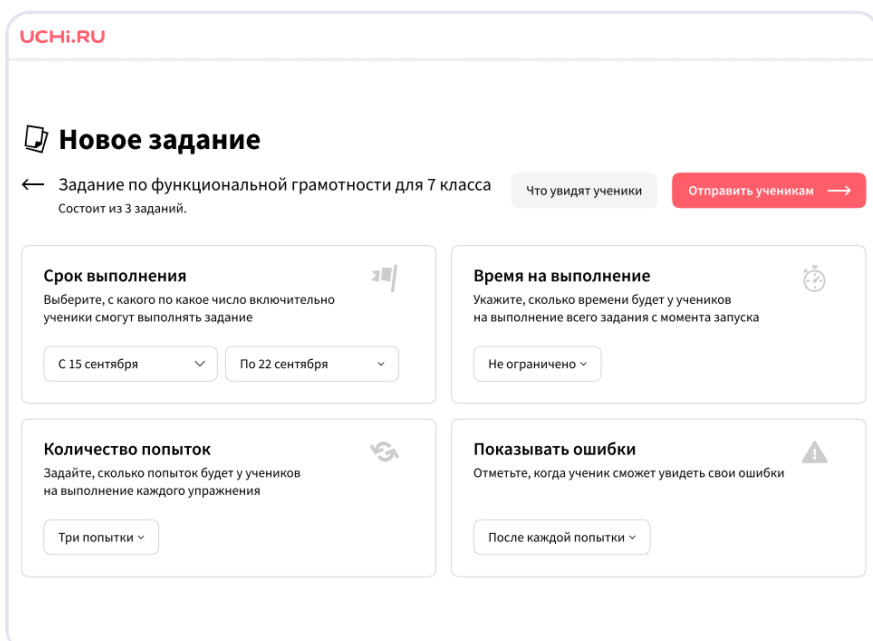 UCHi.RU
Новое задание
Задание по функциональной грамотности для 7 класса
Состоит из 3 заданий.
Что увидят ученики
Отправить ученикам
Срок выполнения
Выберите, с какого по какое число включительно
ученики смогут выполнять задание
С 15 сентября
По 22 сентября
Время на выполнение
Укажите, сколько времени будет у учеников
на выполнение всего задания с момента запуска
Не ограничено
Количество попыток
Задайте, сколько попыток будет у учеников
на выполнение каждого упражнения
Три попытки
Показывать ошибки
Отметьте, когда ученик сможет увидеть свои ошибки
После каждой попытки